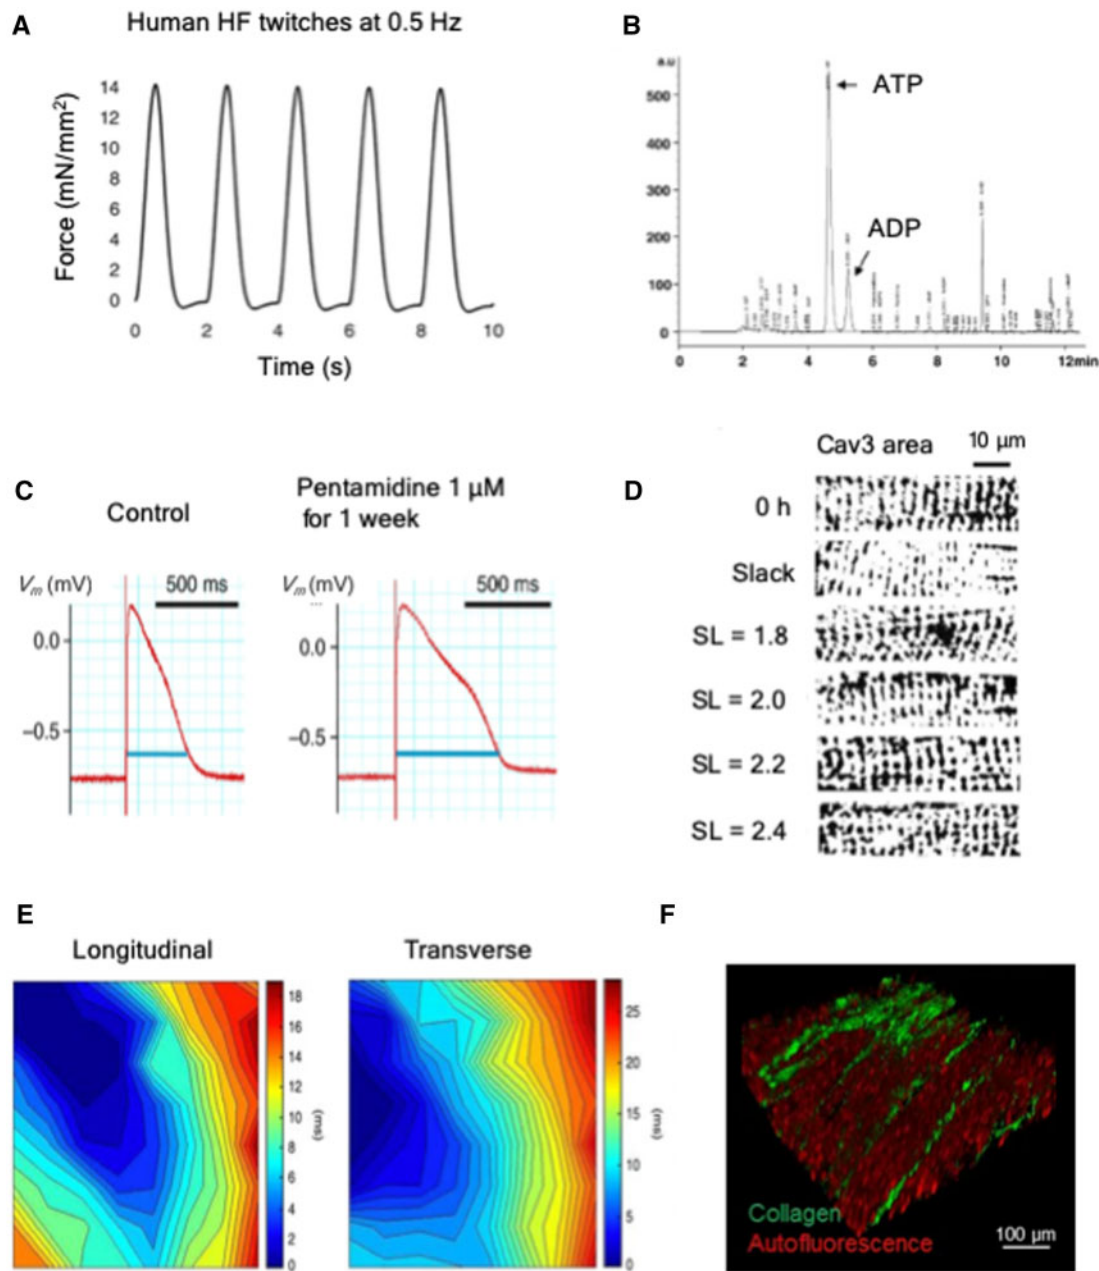 A
Human HF twitches at 0.5 Hz
Force (mN/mm²)
14
12
10
8
6
4
2
0
0 2 4 6 8 10
Time (s)
B
a.u
500
400
300
200
100
0
ATP
ADP
0 2 4 6 8 10 12min
C
Control
Vm (mV)
500 ms
0.0
–0.5
Pentamidine 1 µM
for 1 week
Vm (mV)
500 ms
0.0
–0.5
D
Cav3 area
10 µm
0 h
Slack
SL = 1.8
SL = 2.0
SL = 2.2
SL = 2.4
E
Longitudinal
18
16
14
12
10
8
6
4
2
0
(ms)
Transverse
25
20
15
10
5
0
(ms)
F
Collagen
Autofluorescence
100 µm